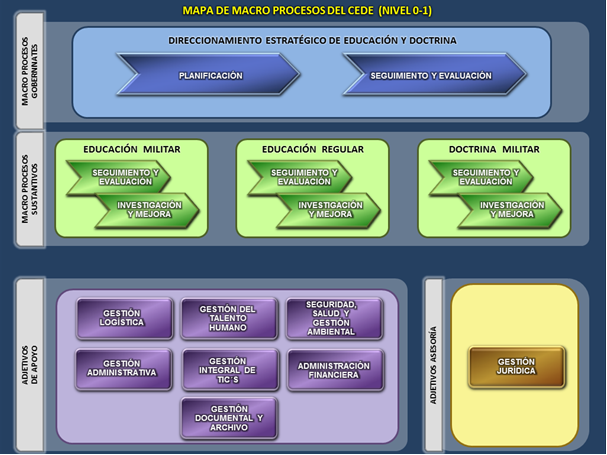 MAPA DE MACRO PROCESOS DEL CEDE (NIVEL 0-1)
MACRO PROCESOS
GOBERNNATES
DIRECCIONAMIENTO ESTRATÉGICO DE EDUCACIÓN Y DOCTRINA
PLANIFICACIÓN
SEGUIMIENTO Y EVALUACIÓN
MACRO PROCESOS
SUSTANTIVOS
EDUCACIÓN MILITAR
SEGUIMIENTO Y
EVALUACIÓN
INVESTIGACIÓN
Y MEJORA
EDUCACIÓN REGULAR
SEGUIMIENTO Y
EVALUACIÓN
INVESTIGACIÓN
Y MEJORA
DOCTRINA MILITAR
SEGUIMIENTO Y
EVALUACIÓN
INVESTIGACIÓN
Y MEJORA
ADJETIVOS
DE APOYO
GESTIÓN
LOGÍSTICA
GESTIÓN DEL
TALENTO
HUMANO
SEGURIDAD,
SALUD Y
GESTIÓN
AMBIENTAL
GESTIÓN
ADMINISTRATIVA
GESTIÓN
INTEGRAL DE
TIC´S
ADMINISTRACIÓN
FINANCIERA
GESTIÓN
DOCUMENTAL Y
ARCHIVO
ADJETIVOS ASESORÍA
GESTIÓN
JURÍDICA